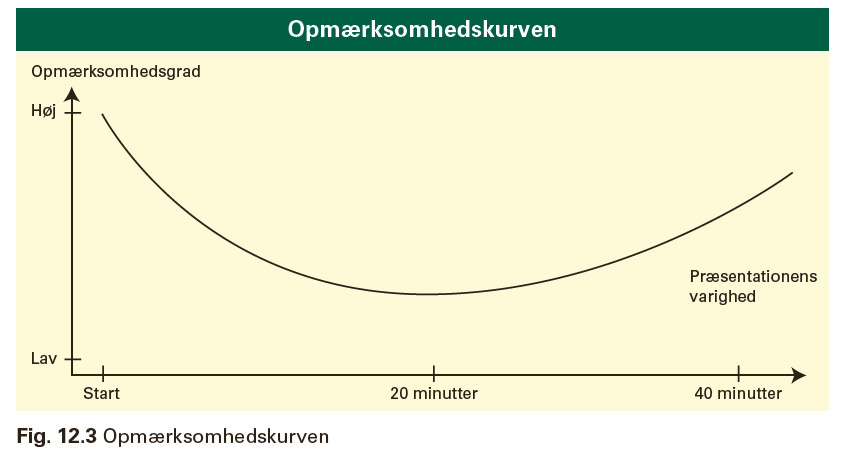 Opmærksomhedskurven
Opmærksomhedsgrad
Høj
Præsentationens
varighed
Lav
Start
20 minutter
40 minutter
Fig. 12.3 Opmærksomhedskurven